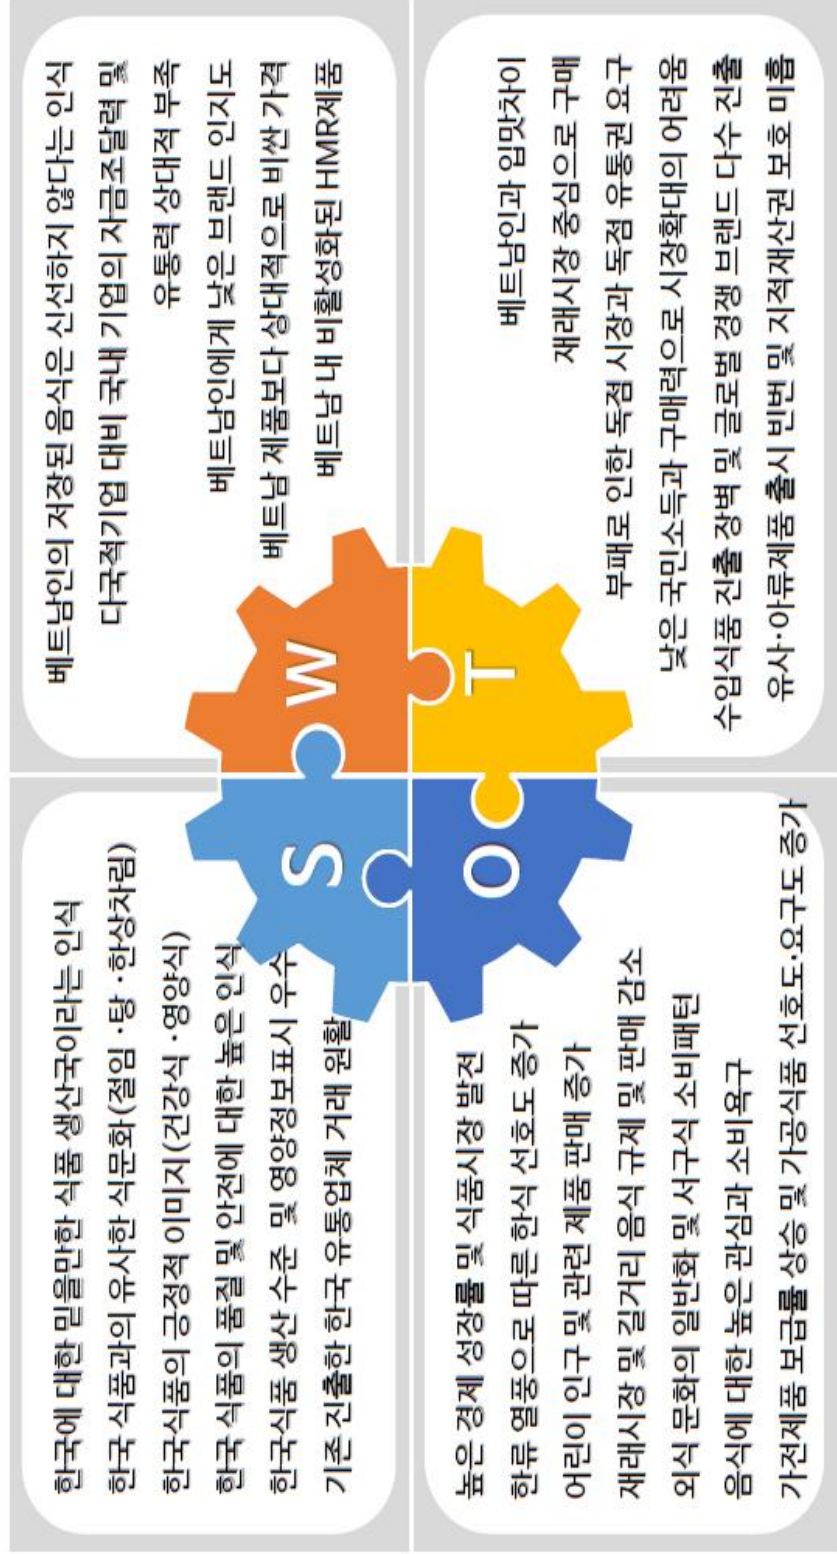 한국에 대한 믿을만한 식품 생산국이라는 인식
한국 식품과의 유사한 식문화(절임 ·탕 ·한상차림)
한국식품의 긍정적 이미지(건강식 ·영양식)
한국 식품의 품질 및 안전에 대한 높은 인식
한국식품 생산 수준 및 영양정보표시 우수
기존 진출한 한국 유통업체 거래 원활
S
베트남인의 저장된 음식은 신선하지 않다는 인식
다국적기업 대비 국내 기업의 자금조달력 및
유통력 상대적 부족
베트남인에게 낮은 브랜드 인지도
베트남 제품보다 상대적으로 비싼 가격
베트남 내 비활성화된 HMR제품
W
O
높은 경제 성장률 및 식품시장 발전
한류 열풍으로 따른 한식 선호도 증가
어린이 인구 및 관련 제품 판매 증가
재래시장 및 길거리 음식 규제 및 판매 감소
외식 문화의 일반화 및 서구식 소비패턴
음식에 대한 높은 관심과 소비욕구
가전제품 보급률 상승 및 가공식품 선호도·요구도 증가
T
베트남인과 입맛차이
재래시장 중심으로 구매
부패로 인한 독점 시장과 독점 유통권 요구
낮은 국민소득과 구매력으로 시장확대의 어려움
수입식품 진출 장벽 및 글로벌 경쟁 브랜드 다수 진출
유사·아류제품 출시 빈번 및 지적재산권 보호 미흡